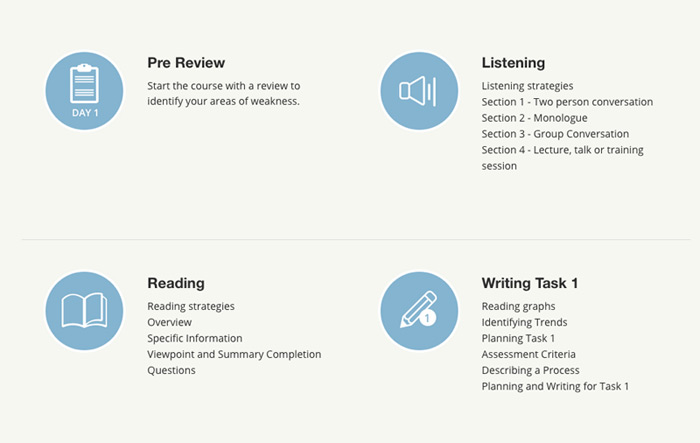 Pre Review
Start the course with a review to
identify your areas of weakness.
DAY 1
Listening
Listening strategies
Section 1 - Two person conversation
Section 2 - Monologue
Section 3 - Group Conversation
Section 4 - Lecture, talk or training
session
Reading
Reading strategies
Overview
Specific Information
Viewpoint and Summary Completion
Questions
Writing Task 1
1
Reading graphs
Identifying Trends
Planning Task 1
Assessment Criteria
Describing a Process
Planning and Writing for Task 1